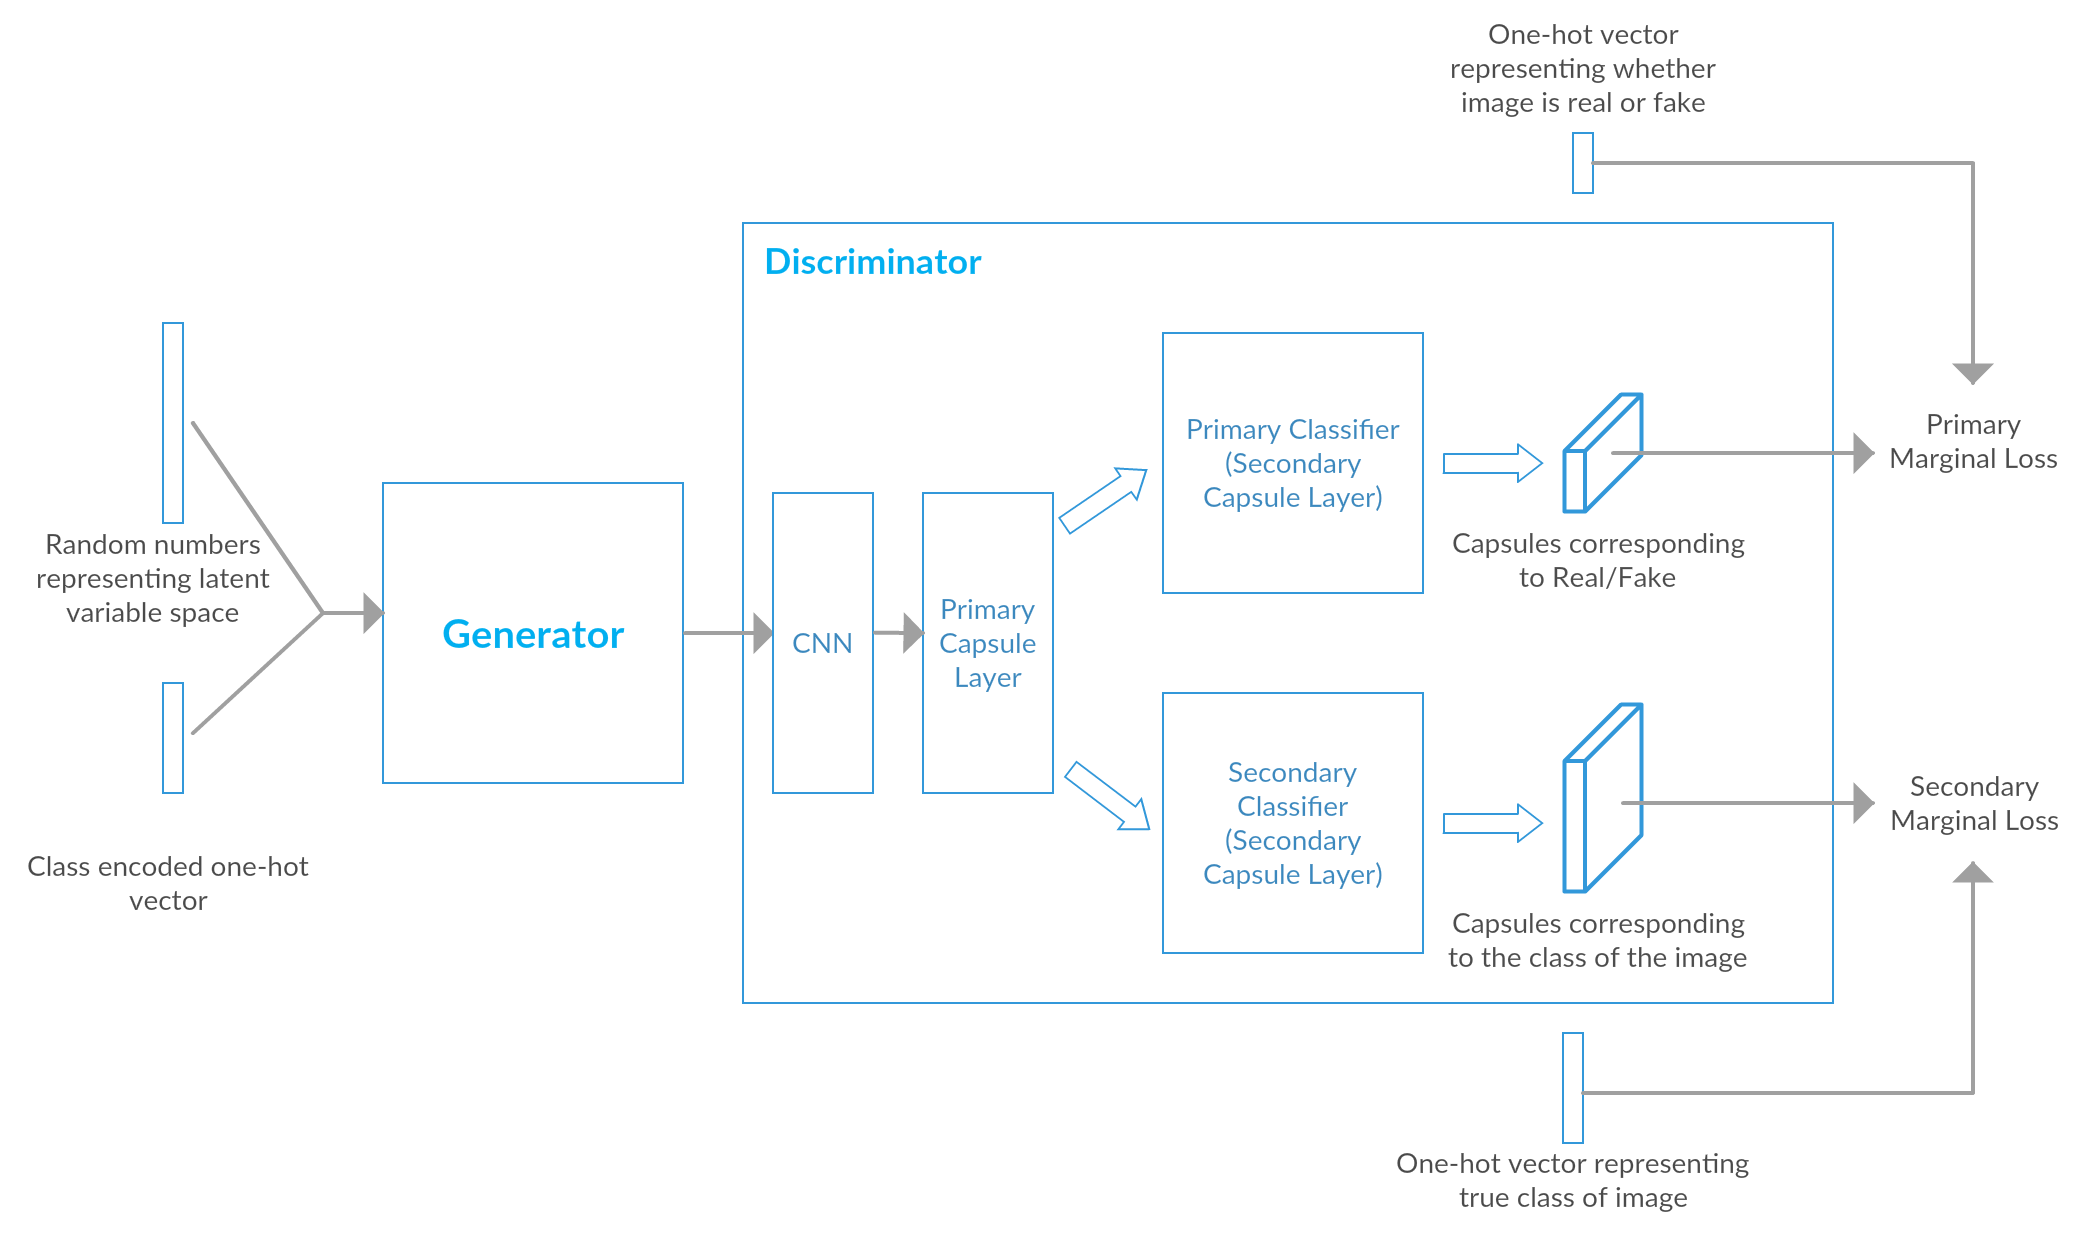 One-hot vector
representing whether
image is real or fake
Discriminator
Random numbers
representing latent
variable space
Class encoded one-hot
vector
Generator
CNN
Primary
Capsule
Layer
Primary Classifier
(Secondary
Capsule Layer)
Capsules corresponding
to Real/Fake
Primary
Marginal Loss
Secondary
Classifier
(Secondary
Capsule Layer)
Capsules corresponding
to the class of the image
Secondary
Marginal Loss
One-hot vector representing
true class of image